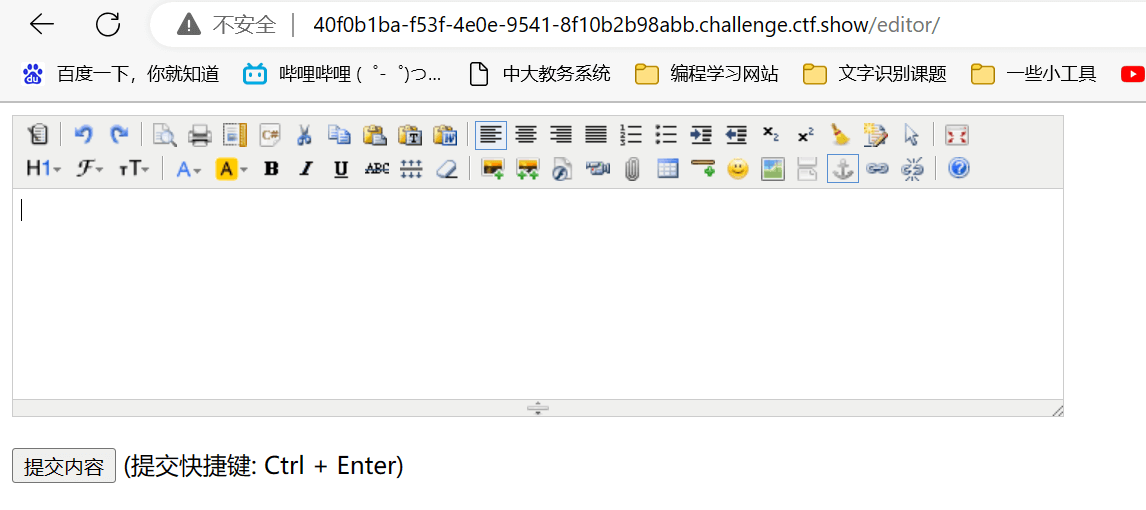 不安全 40f0b1ba-f53f-4e0e-9541-8f10b2b98abb.challenge.ctf.show/editor/
百度一下，你就知道 哔哩哔哩 (゜-゜)つ... 中大教务系统 编程学习网站 文字识别课题 一些小工具
C# T W x₂ x²
H1 F тT A A B I U ABC
提交内容 (提交快捷键: Ctrl + Enter)